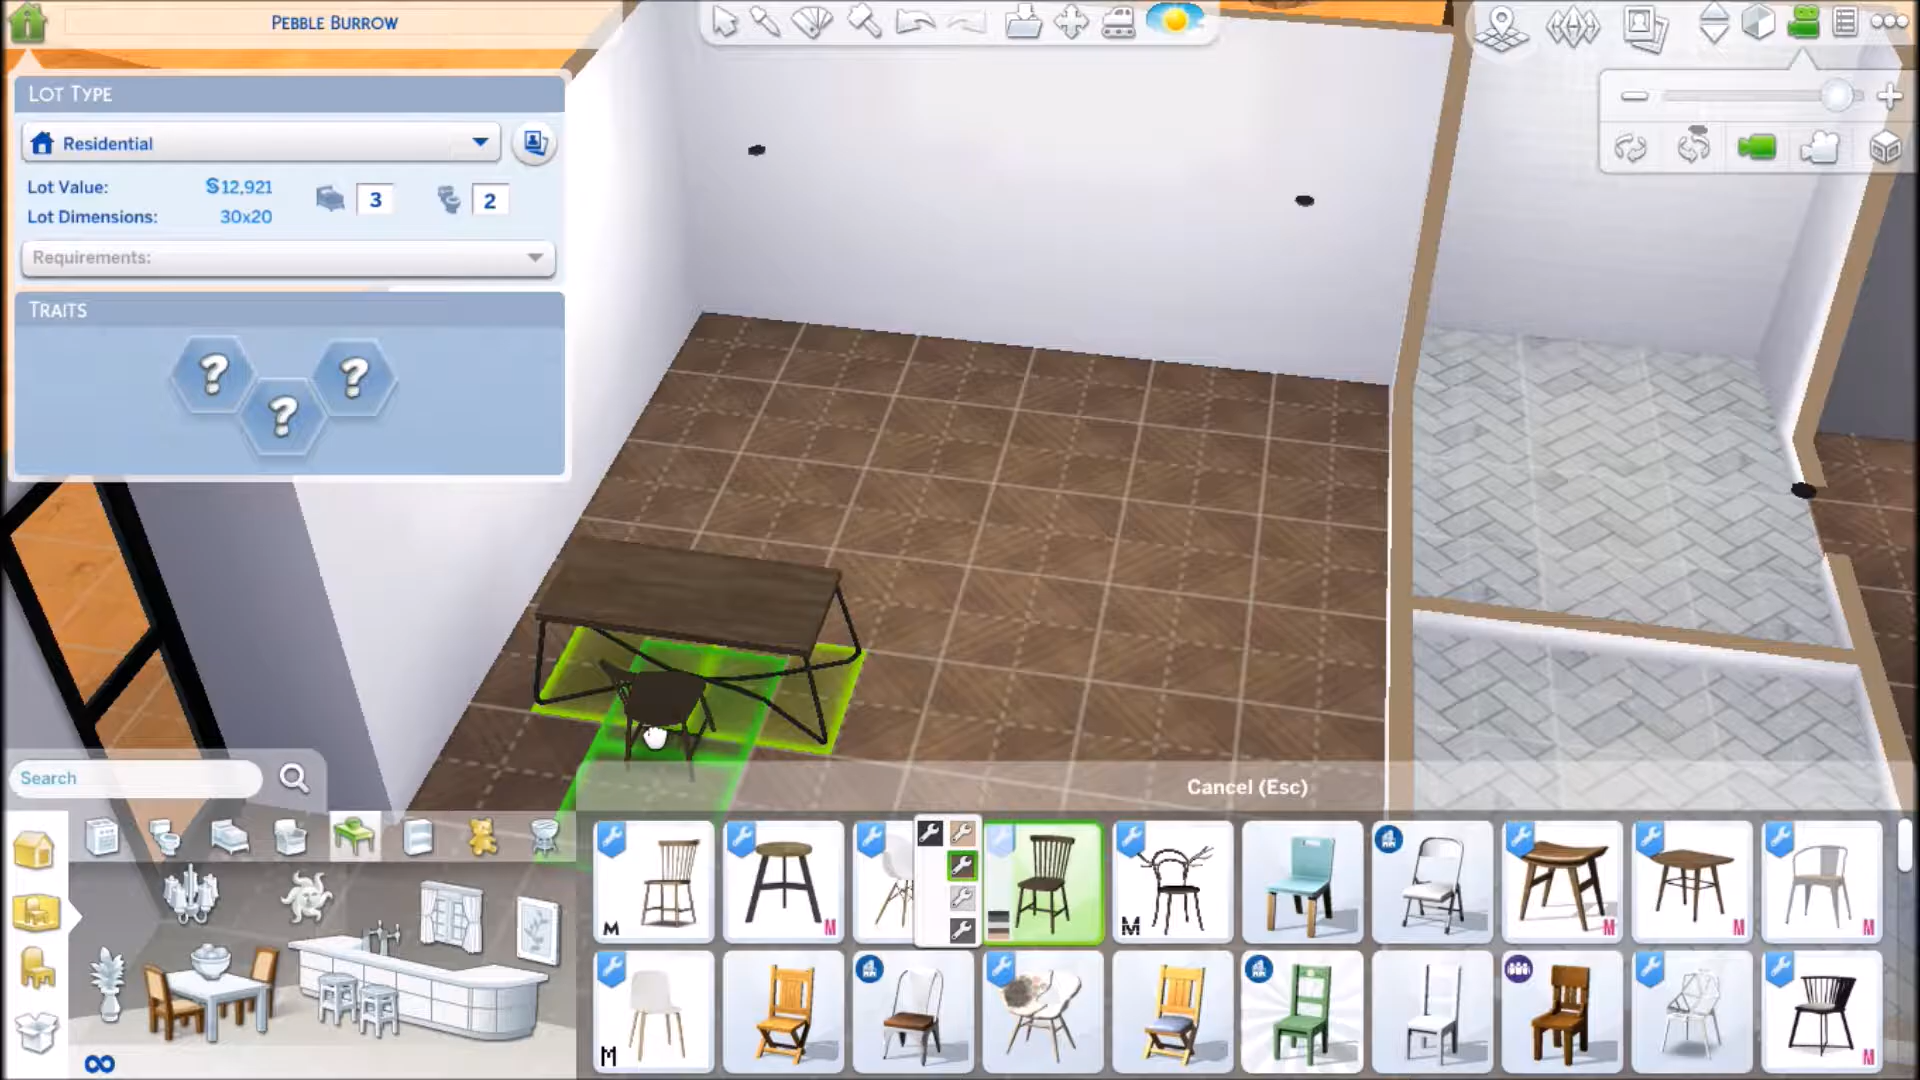 PEBBLE BURROW
LOT TYPE
Residential
Lot Value: §12,921
3
2
Lot Dimensions: 30x20
Requirements:
TRAITS
? ? ?
Search
Cancel (Esc)
M
M
M
M
M
M
M
M